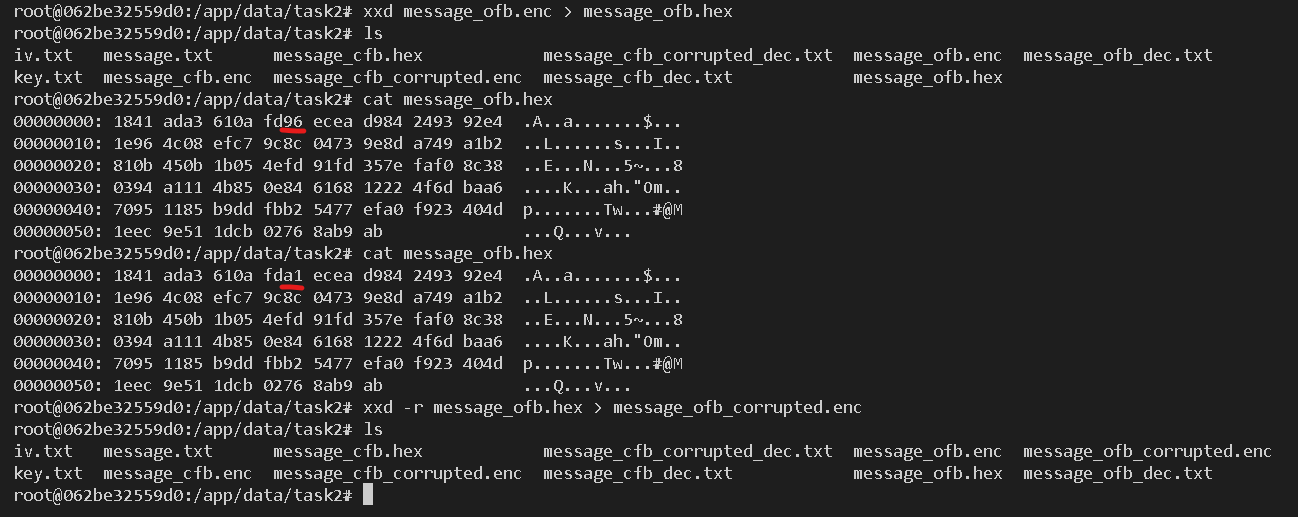 root@062be32559d0:/app/data/task2# xxd message_ofb.enc > message_ofb.hex
root@062be32559d0:/app/data/task2# ls
iv.txt   message.txt      message_cfb.hex            message_cfb_corrupted_dec.txt  message_ofb.enc  message_ofb_dec.txt
key.txt  message_cfb.enc  message_cfb_corrupted.enc  message_cfb_dec.txt            message_ofb.hex
root@062be32559d0:/app/data/task2# cat message_ofb.hex
00000000: 1841 ada3 610a fd96 ecea d984 2493 92e4  .A..a.......$...
00000010: 1e96 4c08 efc7 9c8c 0473 9e8d a749 a1b2  ..L......s...I..
00000020: 810b 450b 1b05 4efd 91fd 357e faf0 8c38  ..E...N...5~...8
00000030: 0394 a111 4b85 0e84 6168 1222 4f6d baa6  ....K...ah."Om..
00000040: 7095 1185 b9dd fbb2 5477 efa0 f923 404d  p.......Tw...#@M
00000050: 1eec 9e51 1dcb 0276 8ab9 ab              ...Q...v...
root@062be32559d0:/app/data/task2# cat message_ofb.hex
00000000: 1841 ada3 610a fda1 ecea d984 2493 92e4  .A..a.......$...
00000010: 1e96 4c08 efc7 9c8c 0473 9e8d a749 a1b2  ..L......s...I..
00000020: 810b 450b 1b05 4efd 91fd 357e faf0 8c38  ..E...N...5~...8
00000030: 0394 a111 4b85 0e84 6168 1222 4f6d baa6  ....K...ah."Om..
00000040: 7095 1185 b9dd fbb2 5477 efa0 f923 404d  p.......Tw...#@M
00000050: 1eec 9e51 1dcb 0276 8ab9 ab              ...Q...v...
root@062be32559d0:/app/data/task2# xxd -r message_ofb.hex > message_ofb_corrupted.enc
root@062be32559d0:/app/data/task2# ls
iv.txt   message.txt      message_cfb.hex            message_cfb_corrupted_dec.txt  message_ofb.enc  message_ofb_corrupted.enc
key.txt  message_cfb.enc  message_cfb_corrupted.enc  message_cfb_dec.txt            message_ofb.hex  message_ofb_dec.txt
root@062be32559d0:/app/data/task2#